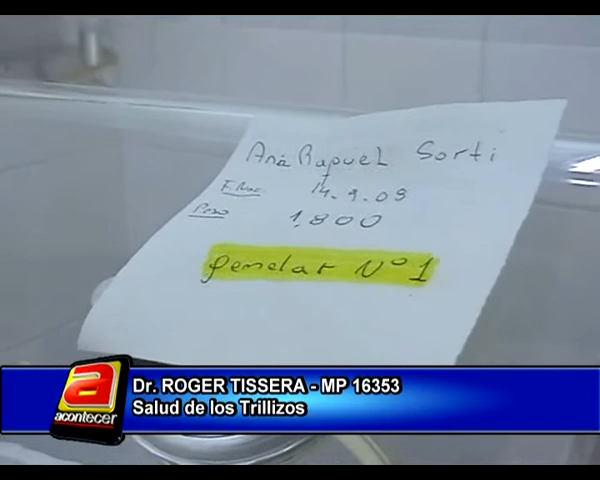 Ana Raquel Sorti
F. Nac. 14.9.09
Peso 1,800
gemelar Nº 1
a
acontecer
Dr. ROGER TISSERA - MP 16353
Salud de los Trillizos